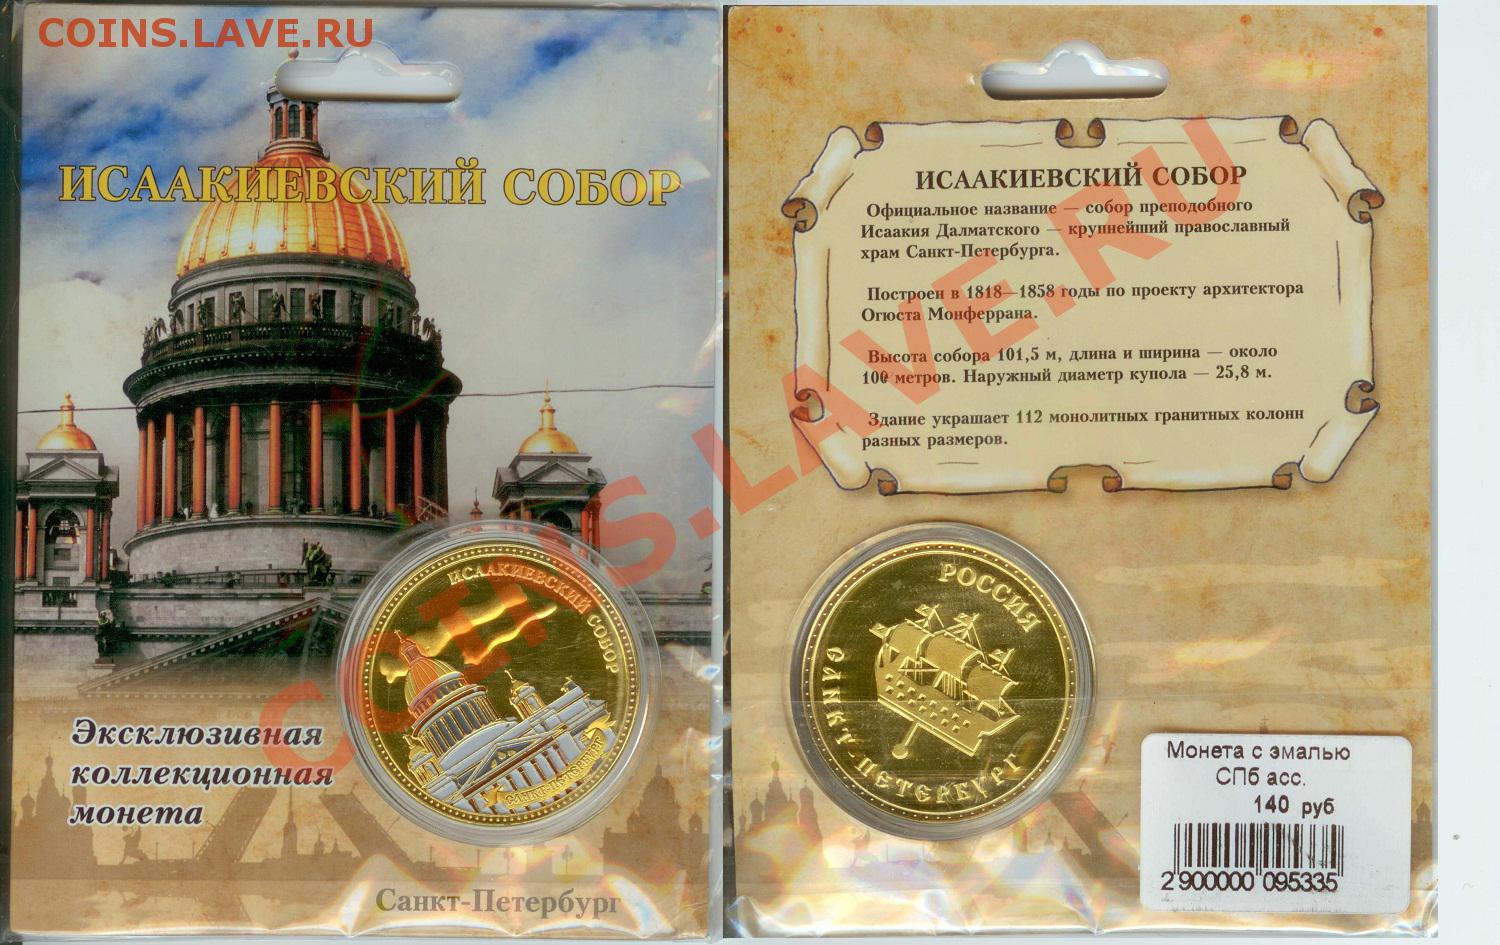 COINS.LAVE.RU
ИСААКИЕВСКИЙ СОБОР
ИСААКИЕВСКИЙ СОБОР
САНКТ-ПЕТЕРБУРГ
Эксклюзивная
коллекционная
монета
Санкт-Петербург
ИСААКИЕВСКИЙ СОБОР
Официальное название — собор преподобного
Исаакия Далматского — крупнейший православный
храм Санкт-Петербурга.
Построен в 1818—1858 годы по проекту архитектора
Огюста Монферрана.
Высота собора 101,5 м, длина и ширина — около
100 метров. Наружный диаметр купола — 25,8 м.
Здание украшает 112 монолитных гранитных колонн
разных размеров.
РОССИЯ
САНКТ-ПЕТЕРБУРГ
Монета с эмалью
СПб асс.
140 руб
2 900000 095335
COINS.LAVE.RU